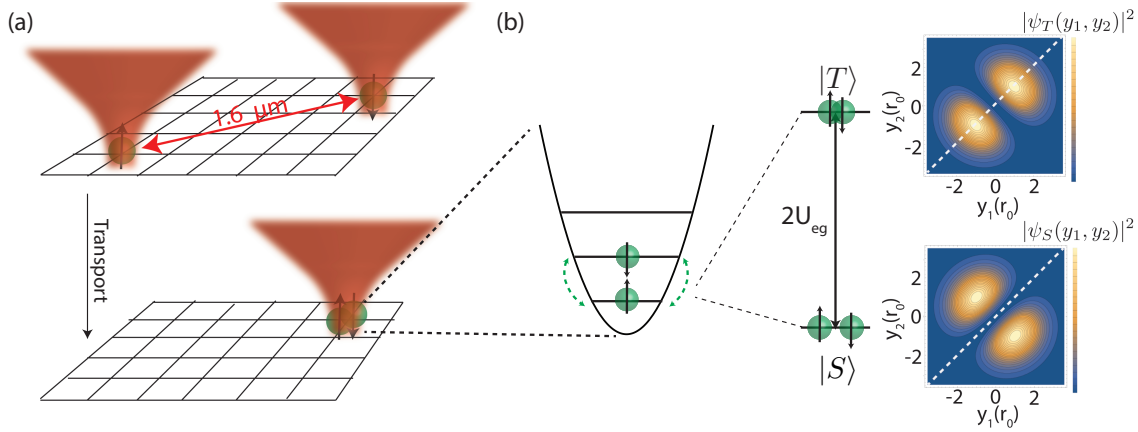 (a)
1.6 μm
Transport
(b)
2U_eg
|T⟩
|S⟩
|ψ_T(y_1, y_2)|^2
y_2(r_0)
2
0
-2
-2 0 2
y_1(r_0)
|ψ_S(y_1, y_2)|^2
y_2(r_0)
2
0
-2
-2 0 2
y_1(r_0)